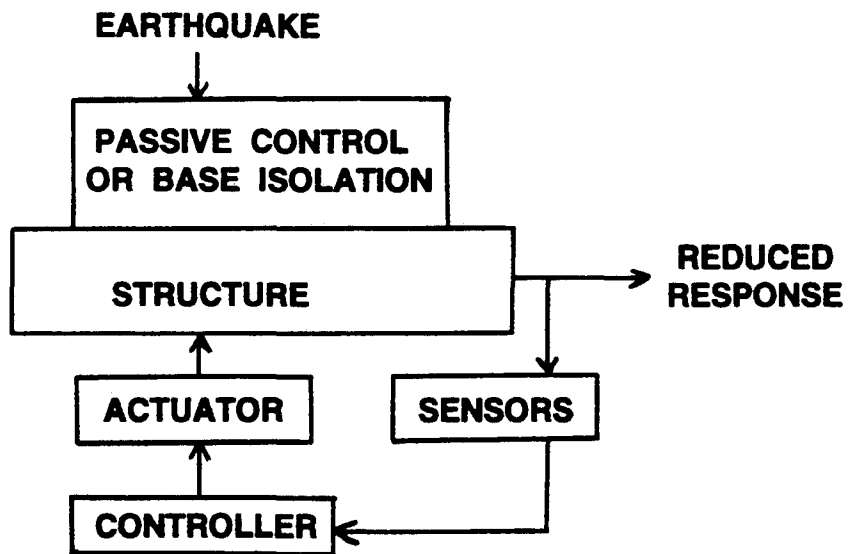 EARTHQUAKE
PASSIVE CONTROL
OR BASE ISOLATION
STRUCTURE
REDUCED
RESPONSE
ACTUATOR
SENSORS
CONTROLLER